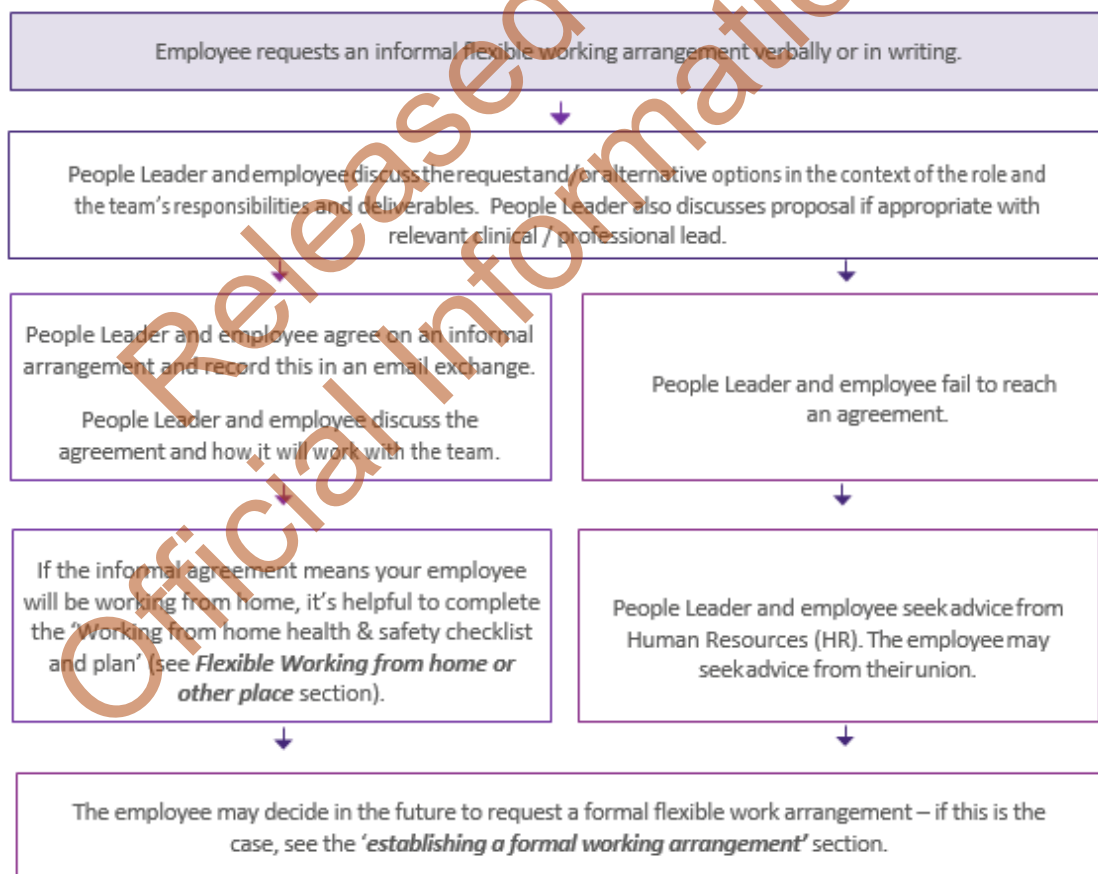 Employee requests an informal flexible working arrangement verbally or in writing.
People Leader and employee discuss the request and/or alternative options in the context of the role and
the team's responsibilities and deliverables. People Leader also discusses proposal if appropriate with
relevant clinical / professional lead.
People Leader and employee agree on an informal
arrangement and record this in an email exchange.
People Leader and employee discuss the
agreement and how it will work with the team.
People Leader and employee fail to reach
an agreement.
If the informal agreement means your employee
will be working from home, it's helpful to complete
the 'Working from home health & safety checklist
and plan' (see Flexible Working from home or
other place section).
People Leader and employee seek advice from
Human Resources (HR). The employee may
seek advice from their union.
The employee may decide in the future to request a formal flexible work arrangement – if this is the
case, see the 'establishing a formal working arrangement' section.
Released
Official Informatio